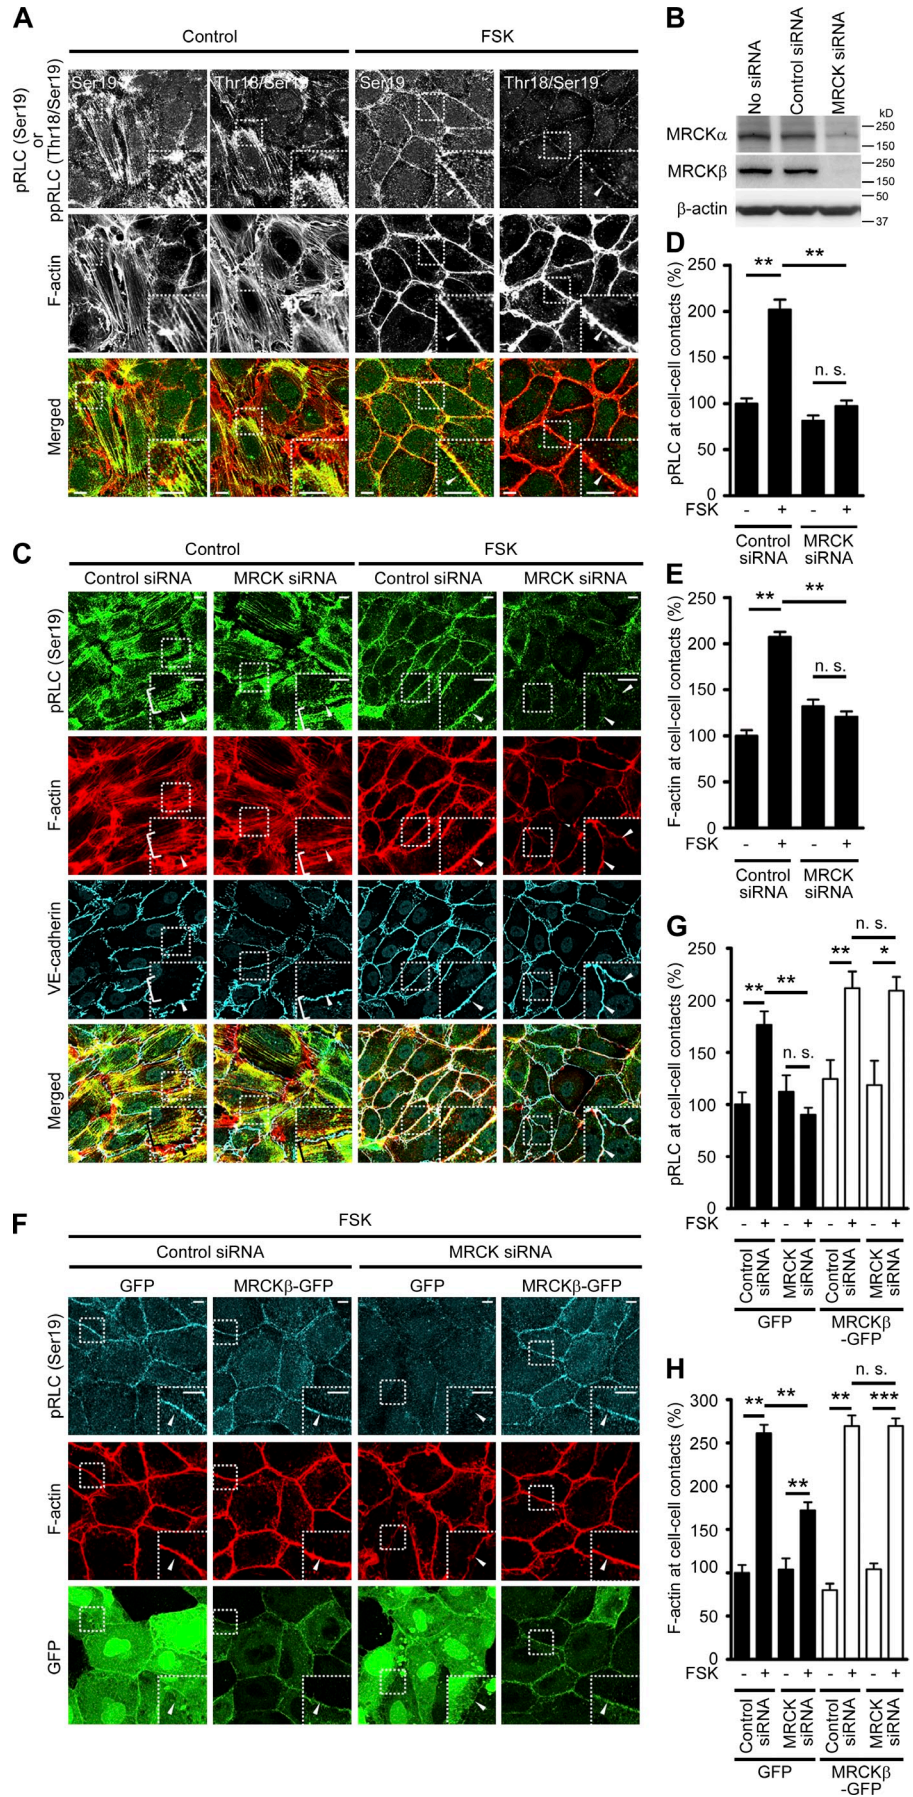 A
Control
FSK
Ser19
Thr18/Ser19
Ser19
Thr18/Ser19
pRLC (Ser19)
or
ppRLC (Thr18/Ser19)
F-actin
Merged
B
No siRNA
Control siRNA
MRCK siRNA
kD
MRCKα
250
150
MRCKβ
250
150
β-actin
50
37
D
pRLC at cell-cell contacts (%)
250
200
150
100
50
0
**
**
n. s.
FSK
-
+
-
+
Control
siRNA
MRCK
siRNA
C
Control
FSK
Control siRNA
MRCK siRNA
Control siRNA
MRCK siRNA
pRLC (Ser19)
F-actin
VE-cadherin
Merged
E
F-actin at cell-cell contacts (%)
250
200
150
100
50
0
**
**
n. s.
FSK
-
+
-
+
Control
siRNA
MRCK
siRNA
G
pRLC at cell-cell contacts (%)
250
200
150
100
50
0
**
**
n. s.
**
n. s.
*
FSK
-
+
-
+
-
+
-
+
Control
siRNA
MRCK
siRNA
Control
siRNA
MRCK
siRNA
GFP
MRCKβ
-GFP
F
FSK
Control siRNA
MRCK siRNA
GFP
MRCKβ-GFP
GFP
MRCKβ-GFP
pRLC (Ser19)
F-actin
GFP
H
F-actin at cell-cell contacts (%)
300
250
200
150
100
50
0
**
**
**
**
n. s.
***
FSK
-
+
-
+
-
+
-
+
Control
siRNA
MRCK
siRNA
Control
siRNA
MRCK
siRNA
GFP
MRCKβ
-GFP